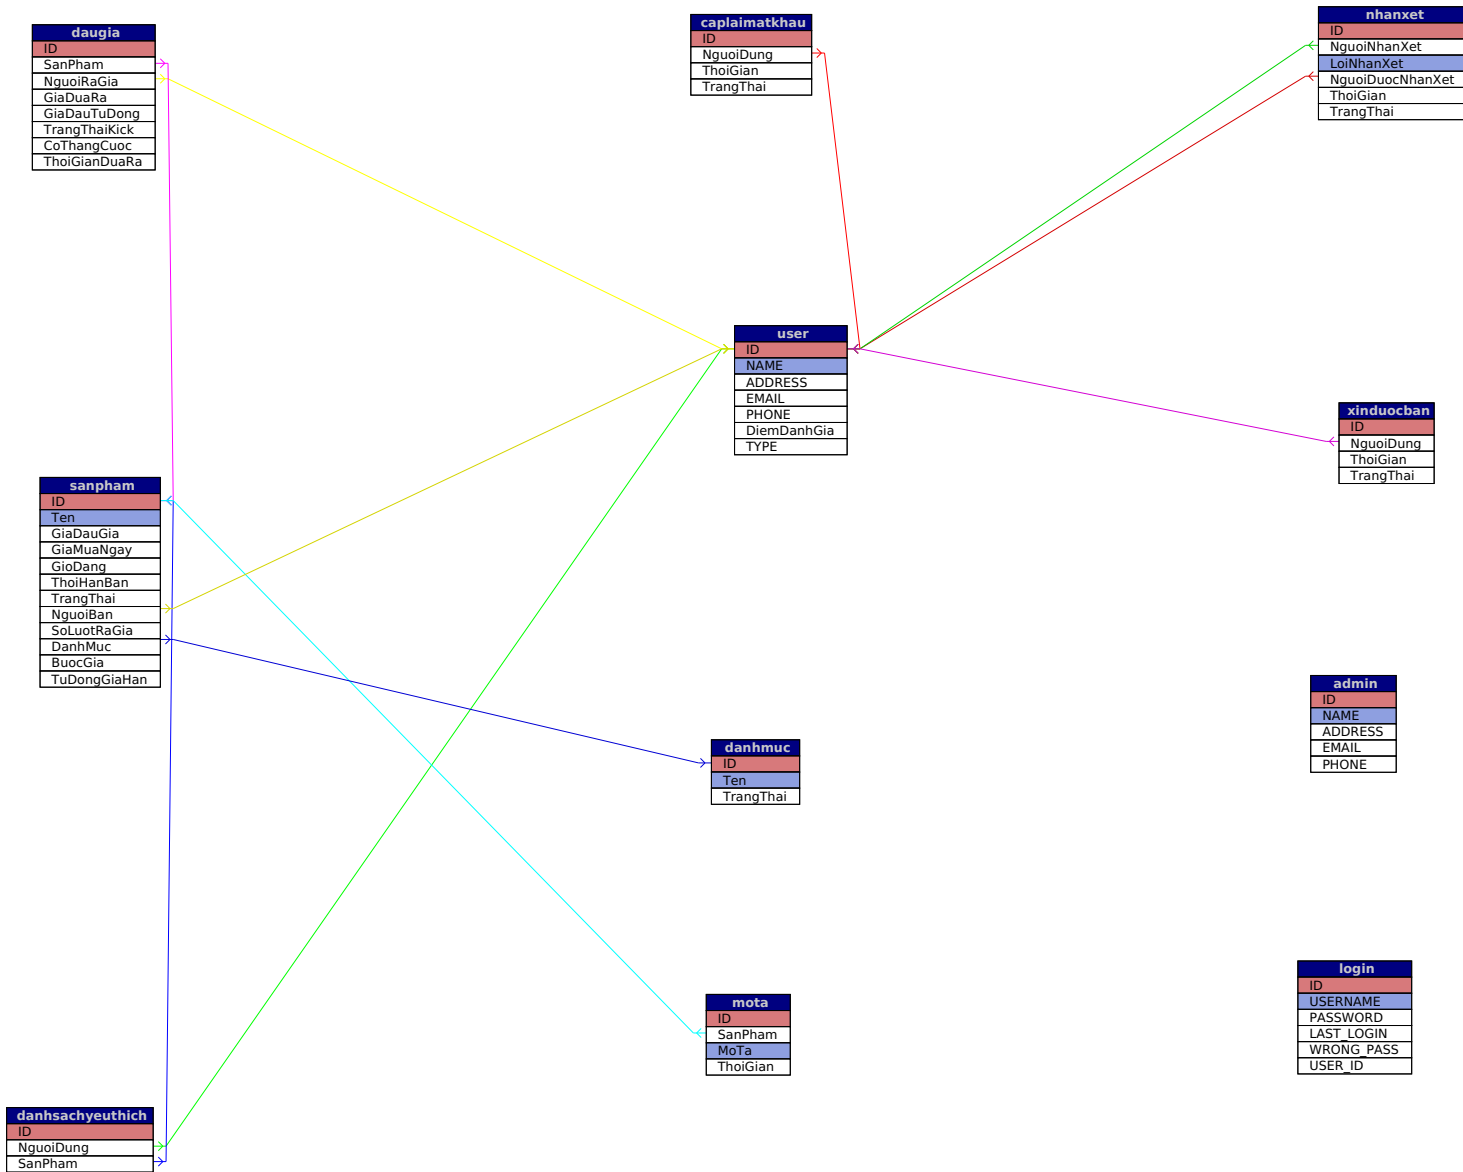 daugia
ID
SanPham
NguoiRaGia
GiaDuaRa
GiaDauTuDong
TrangThaiKick
CoThangCuoc
ThoiGianDuaRa
caplaimatkhau
ID
NguoiDung
ThoiGian
TrangThai
nhanxet
ID
NguoiNhanXet
LoiNhanXet
NguoiDuocNhanXet
ThoiGian
TrangThai
user
ID
NAME
ADDRESS
EMAIL
PHONE
DiemDanhGia
TYPE
xinduocban
ID
NguoiDung
ThoiGian
TrangThai
sanpham
ID
Ten
GiaDauGia
GiaMuaNgay
GioDang
ThoiHanBan
TrangThai
NguoiBan
SoLuotRaGia
DanhMuc
BuocGia
TuDongGiaHan
admin
ID
NAME
ADDRESS
EMAIL
PHONE
danhmuc
ID
Ten
TrangThai
login
ID
USERNAME
PASSWORD
LAST_LOGIN
WRONG_PASS
USER_ID
mota
ID
SanPham
MoTa
ThoiGian
danhsachyeuthich
ID
NguoiDung
SanPham